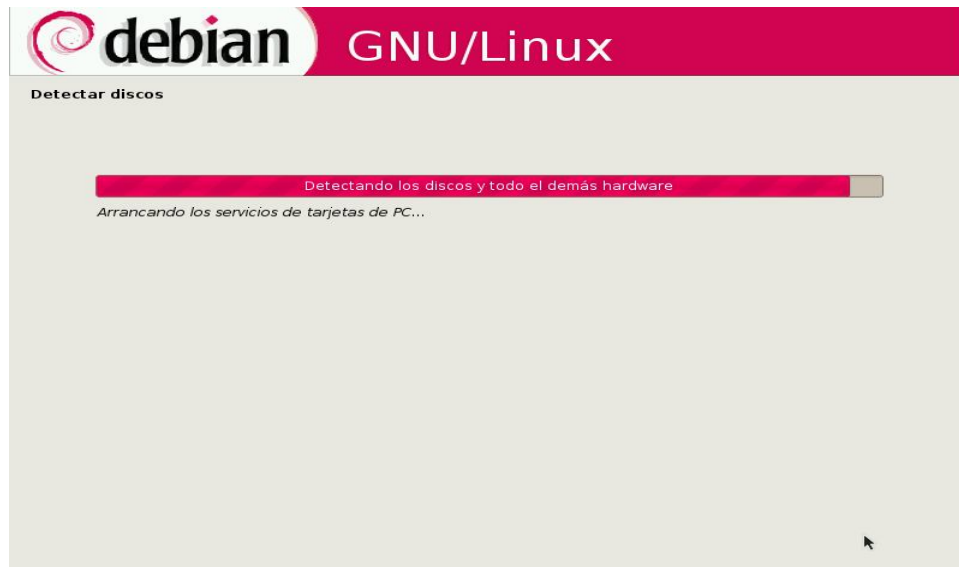 debian GNU/Linux
Detectar discos
Detectando los discos y todo el demás hardware
Arrancando los servicios de tarjetas de PC...